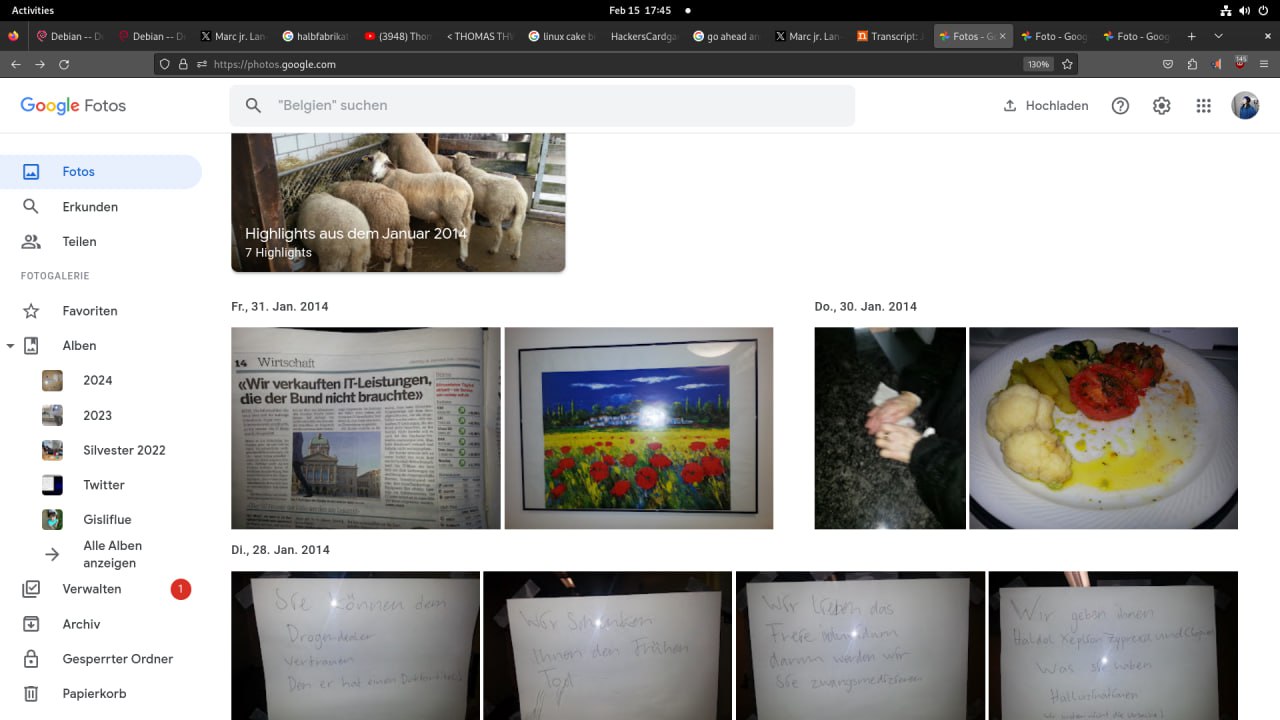 Activities
Feb 15 17:45
Debian -- D
Debian -- D
Marc jr. Lan
halbfabrikat
(3948) Thom
< THOMAS TH
linux cake b
HackersCardga
go ahead an
Marc jr. Lan
Transcript:
Fotos - G
Foto - Goog
Foto - Goog
https://photos.google.com
130%
145
Google Fotos
"Belgien" suchen
Hochladen
Fotos
Erkunden
Teilen
FOTOGALERIE
Favoriten
Alben
2024
2023
Silvester 2022
Twitter
Gisliflue
Alle Alben
anzeigen
Verwalten
1
Archiv
Gesperrter Ordner
Papierkorb
Highlights aus dem Januar 2014
7 Highlights
Fr., 31. Jan. 2014
Do., 30. Jan. 2014
14 Wirtschaft
«Wir verkauften IT-Leistungen,
die der Bund nicht brauchte»
Di., 28. Jan. 2014
Sie können dem
Drogendealer
vertrauen
Den er hat einen Doktortitel
Wir Schenken
Ihnen den Frühen
Tod
Wir lieben das
Freie
darum werden wir
Sie zwangsmedizieren
Wir geben ihnen
Haldol Xeplion Zyprexa und
Was sie haben
Halluzinationen